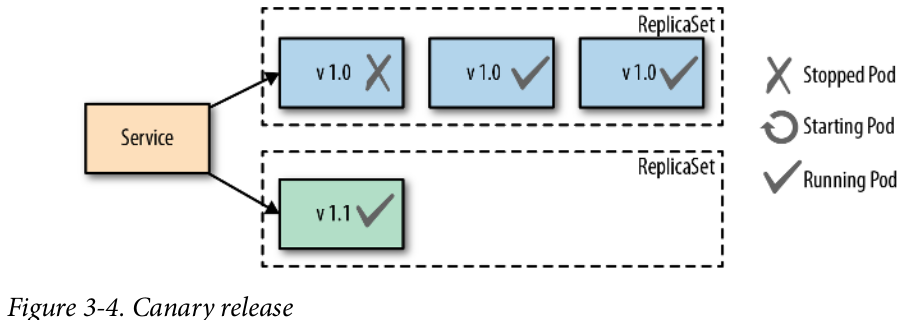 ReplicaSet
v 1.0
v 1.0
v 1.0
Stopped Pod
Service
Starting Pod
ReplicaSet
Running Pod
v 1.1
Figure 3-4. Canary release